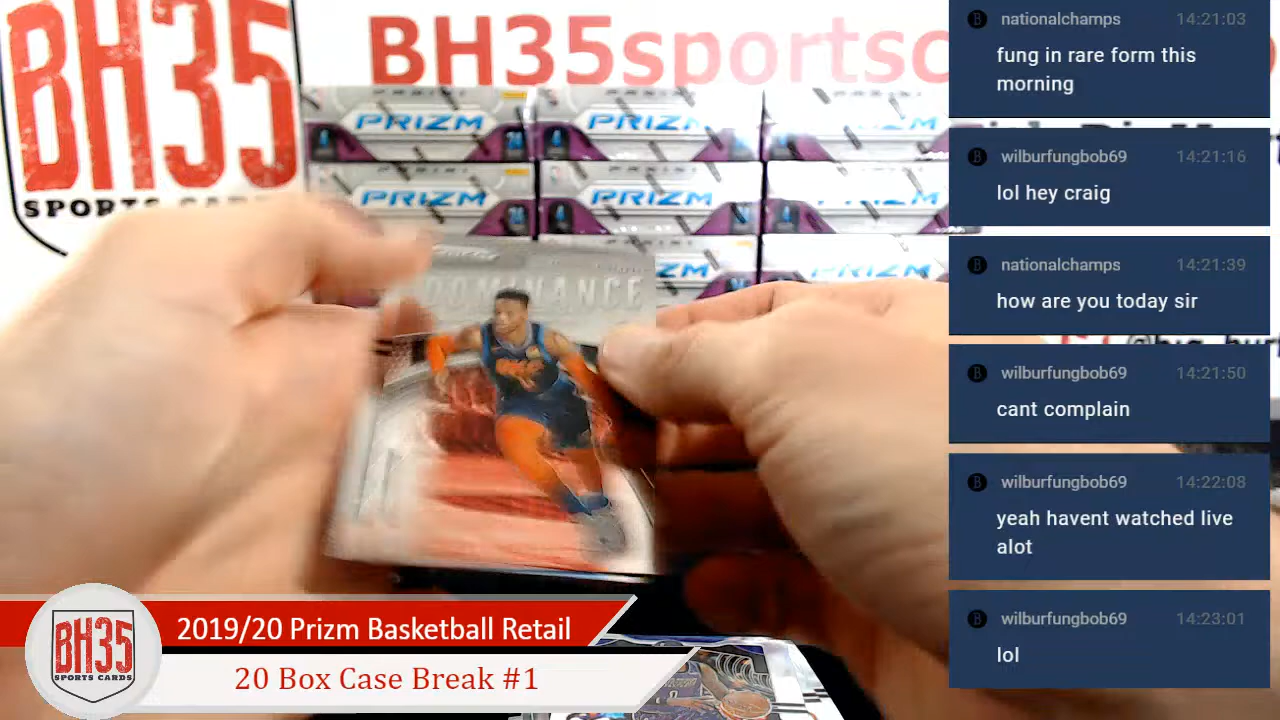 BH35
SPORTS CARDS
BH35sportsc
PRIZM
PRIZM
PRIZM
PRIZM
PRIZM
PRIZM
PRIZM
DOMINANCE
OKC
nationalchamps 14:21:03
fung in rare form this
morning
wilburfungbob69 14:21:16
lol hey craig
nationalchamps 14:21:39
how are you today sir
wilburfungbob69 14:21:50
cant complain
wilburfungbob69 14:22:08
yeah havent watched live
alot
wilburfungbob69 14:23:01
lol
BH35
SPORTS CARDS
2019/20 Prizm Basketball Retail
20 Box Case Break #1